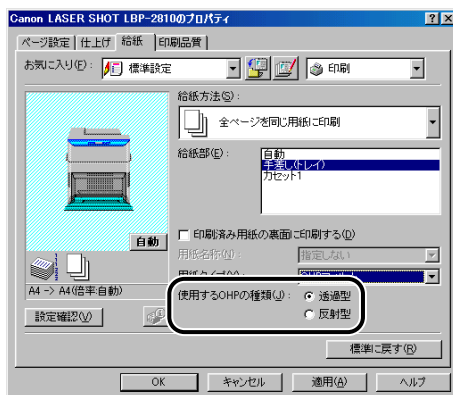 Canon LASER SHOT LBP-2810のプロパティ
ページ設定 仕上げ 給紙 印刷品質
お気に入り(F): 標準設定 印刷
給紙方法(S):
全ページを同じ用紙に印刷
給紙部(E): 自動
手差し(トレイ)
カセット1
自動
印刷済み用紙の裏面に印刷する(D)
用紙名称(N): 指定しない
A4 -> A4(倍率:自動)
使用するOHPの種類(J): 透過型
反射型
設定確認(V)
標準に戻す(R)
OK キャンセル 適用(A) ヘルプ